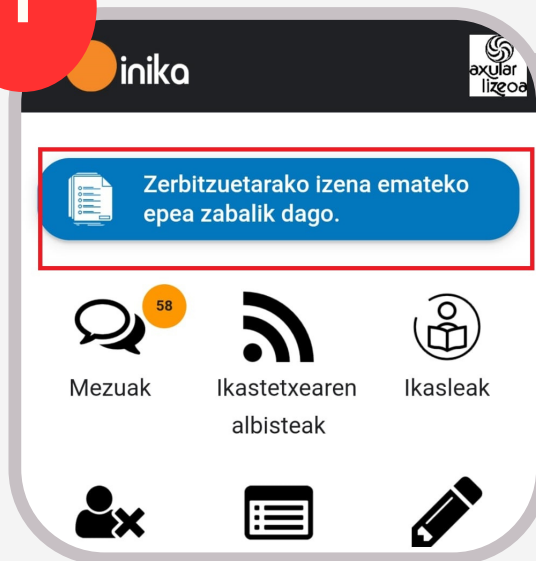 inika
axular
lizeoa
Zerbitzuetarako izena emateko
epea zabalik dago.
58
Mezuak
Ikastetxearen
albisteak
Ikasleak